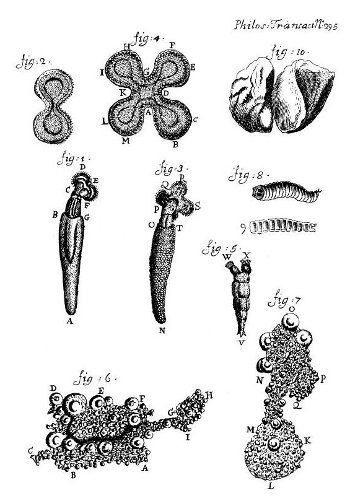 Philos: Transact No 295
fig: 2.
fig: 4.
fig: 10.
H F
I G E
K D
A
L C
M B
fig: 1.
fig: 3.
fig: 8.
D
E
C
F
B G
A
R
Q
S
P
O T
N
9
fig: 5.
W X
V
fig: 7
O
N
P
Q
M
K
L
fig: 6.
D E F
H
G
I
C
B
A